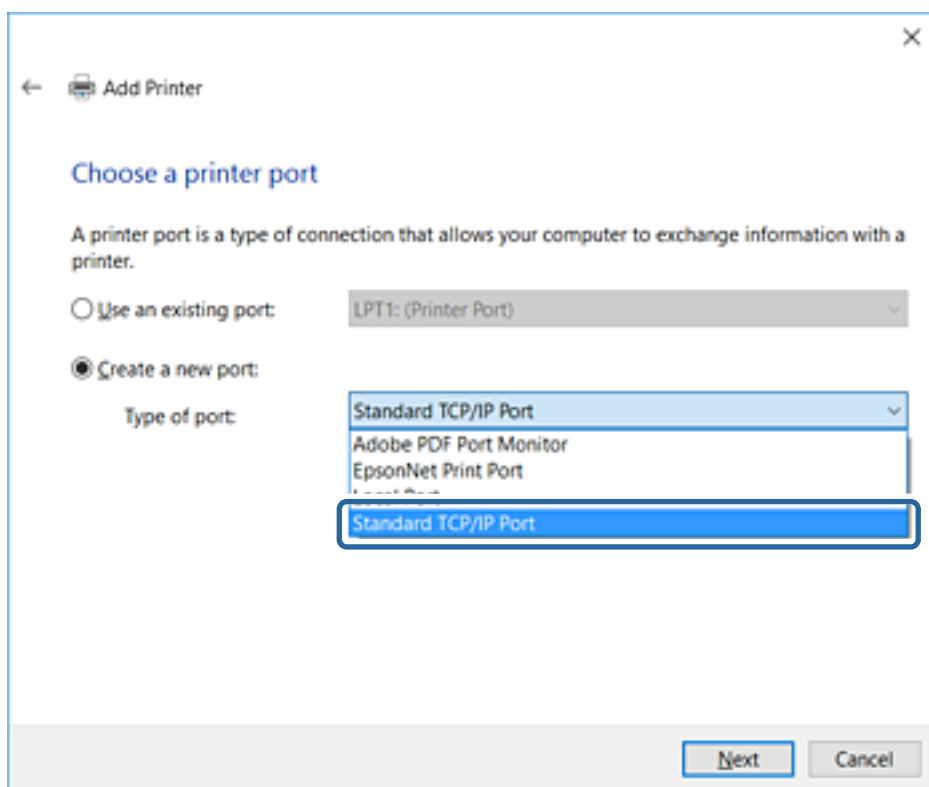 Add Printer
Choose a printer port
A printer port is a type of connection that allows your computer to exchange information with a
printer.
Use an existing port:
LPT1: (Printer Port)
Create a new port:
Type of port:
Standard TCP/IP Port
Adobe PDF Port Monitor
EpsonNet Print Port
Local Port
Standard TCP/IP Port
Next
Cancel